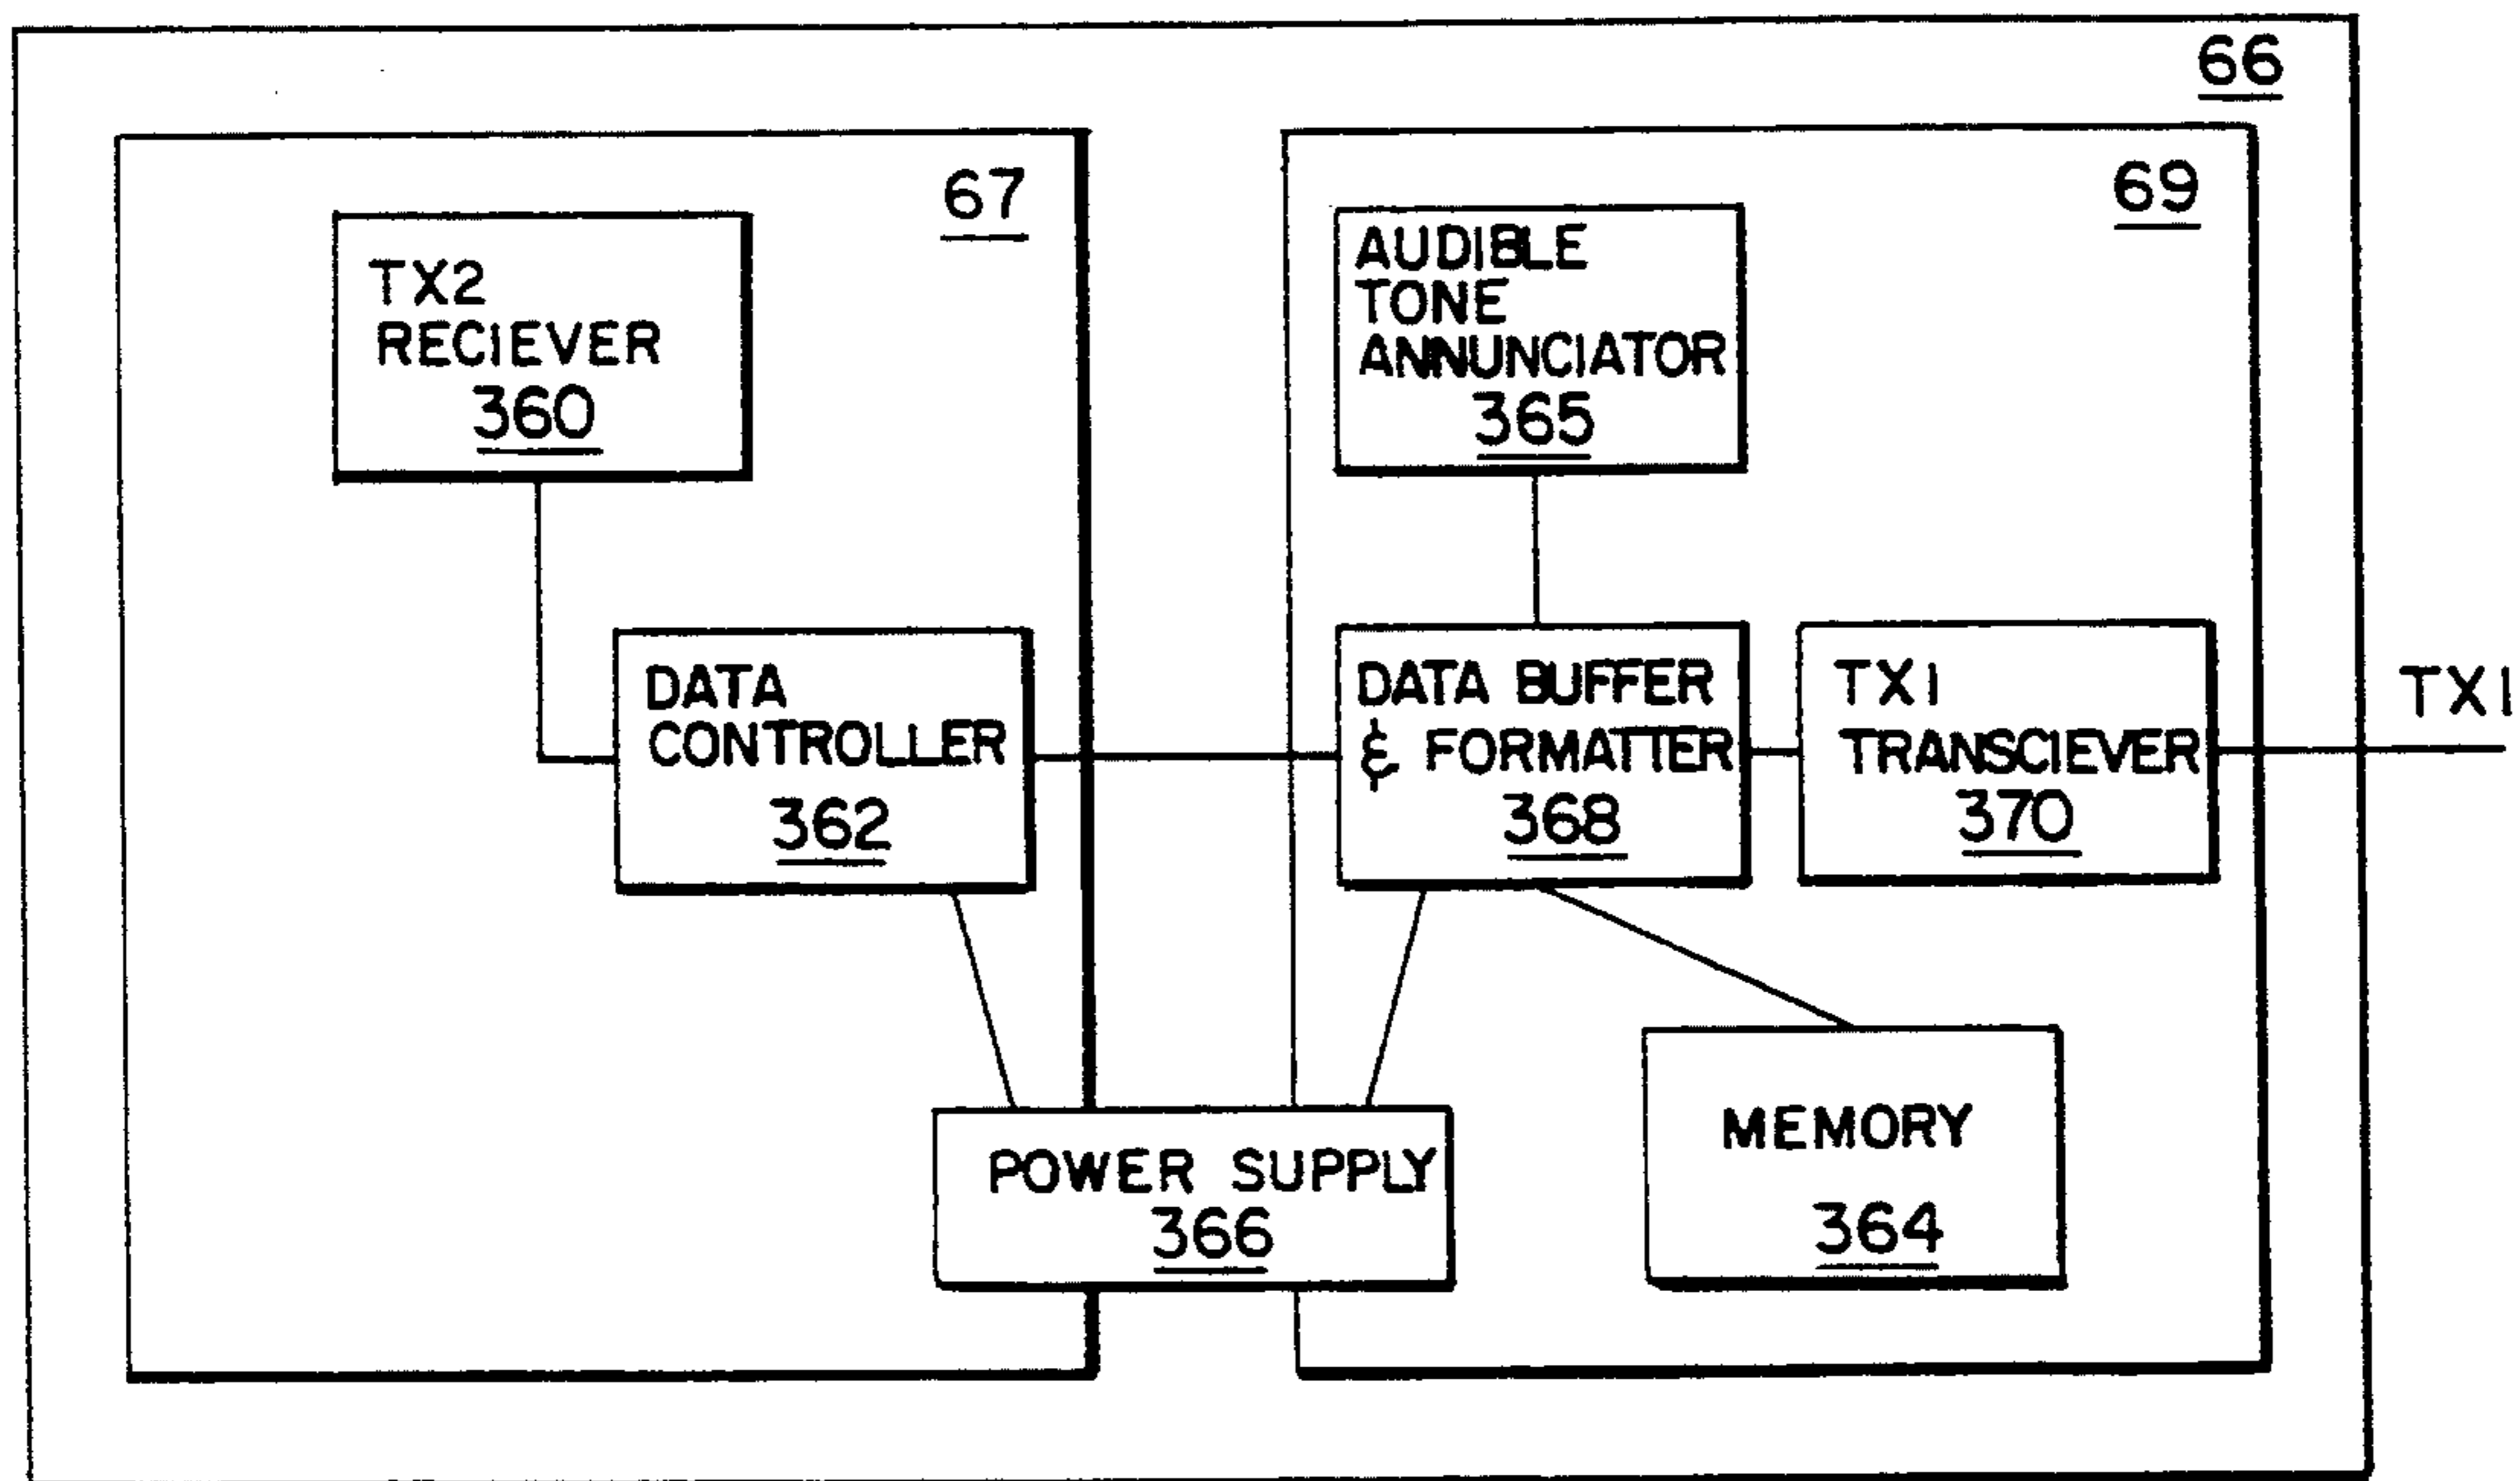 66
67
69
TX2
RECIEVER
360
AUDIBLE
TONE
ANNUNCIATOR
365
DATA
CONTROLLER
362
DATA BUFFER
& FORMATTER
368
TX1
TRANSCIEVER
370
TX1
POWER SUPPLY
366
MEMORY
364